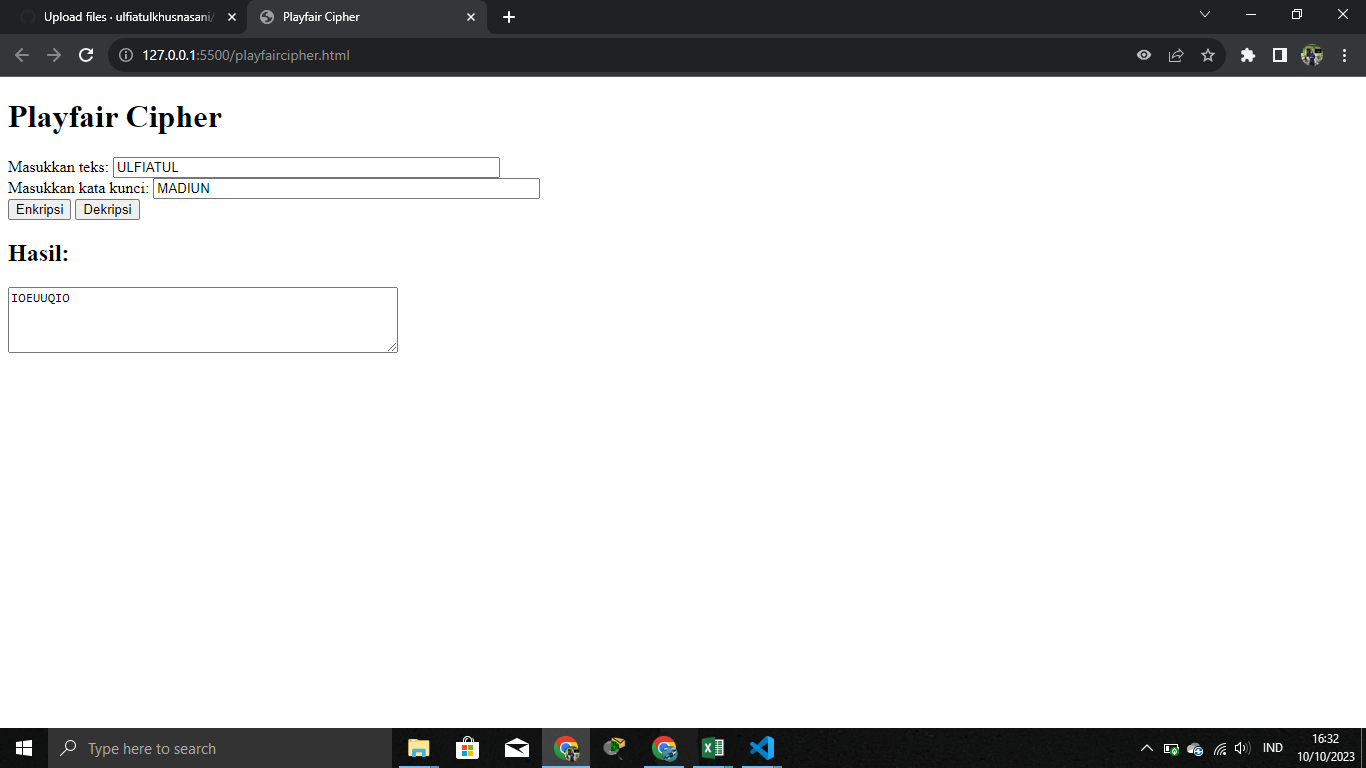 Upload files · ulfiatulkhusnasani/
Playfair Cipher
127.0.0.1:5500/playfaircipher.html
Playfair Cipher
Masukkan teks: ULFIATUL
Masukkan kata kunci: MADIUN
Enkripsi Dekripsi
Hasil:
IOEUUQIO
Type here to search
IND
16:32
10/10/2023